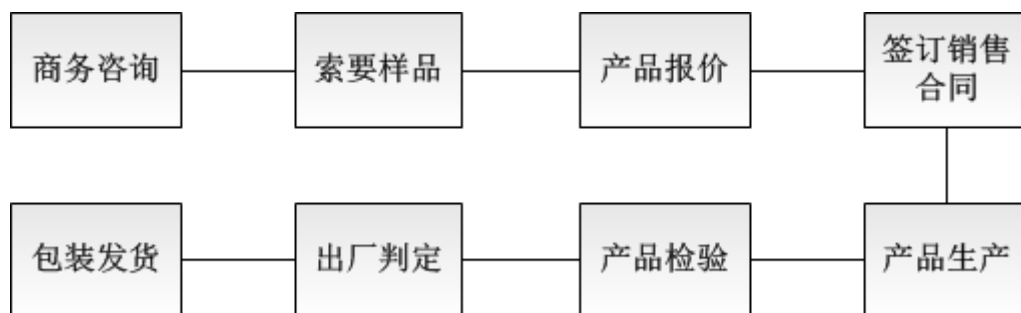 商务咨询
索要样品
产品报价
签订销售
合同
包装发货
出厂判定
产品检验
产品生产